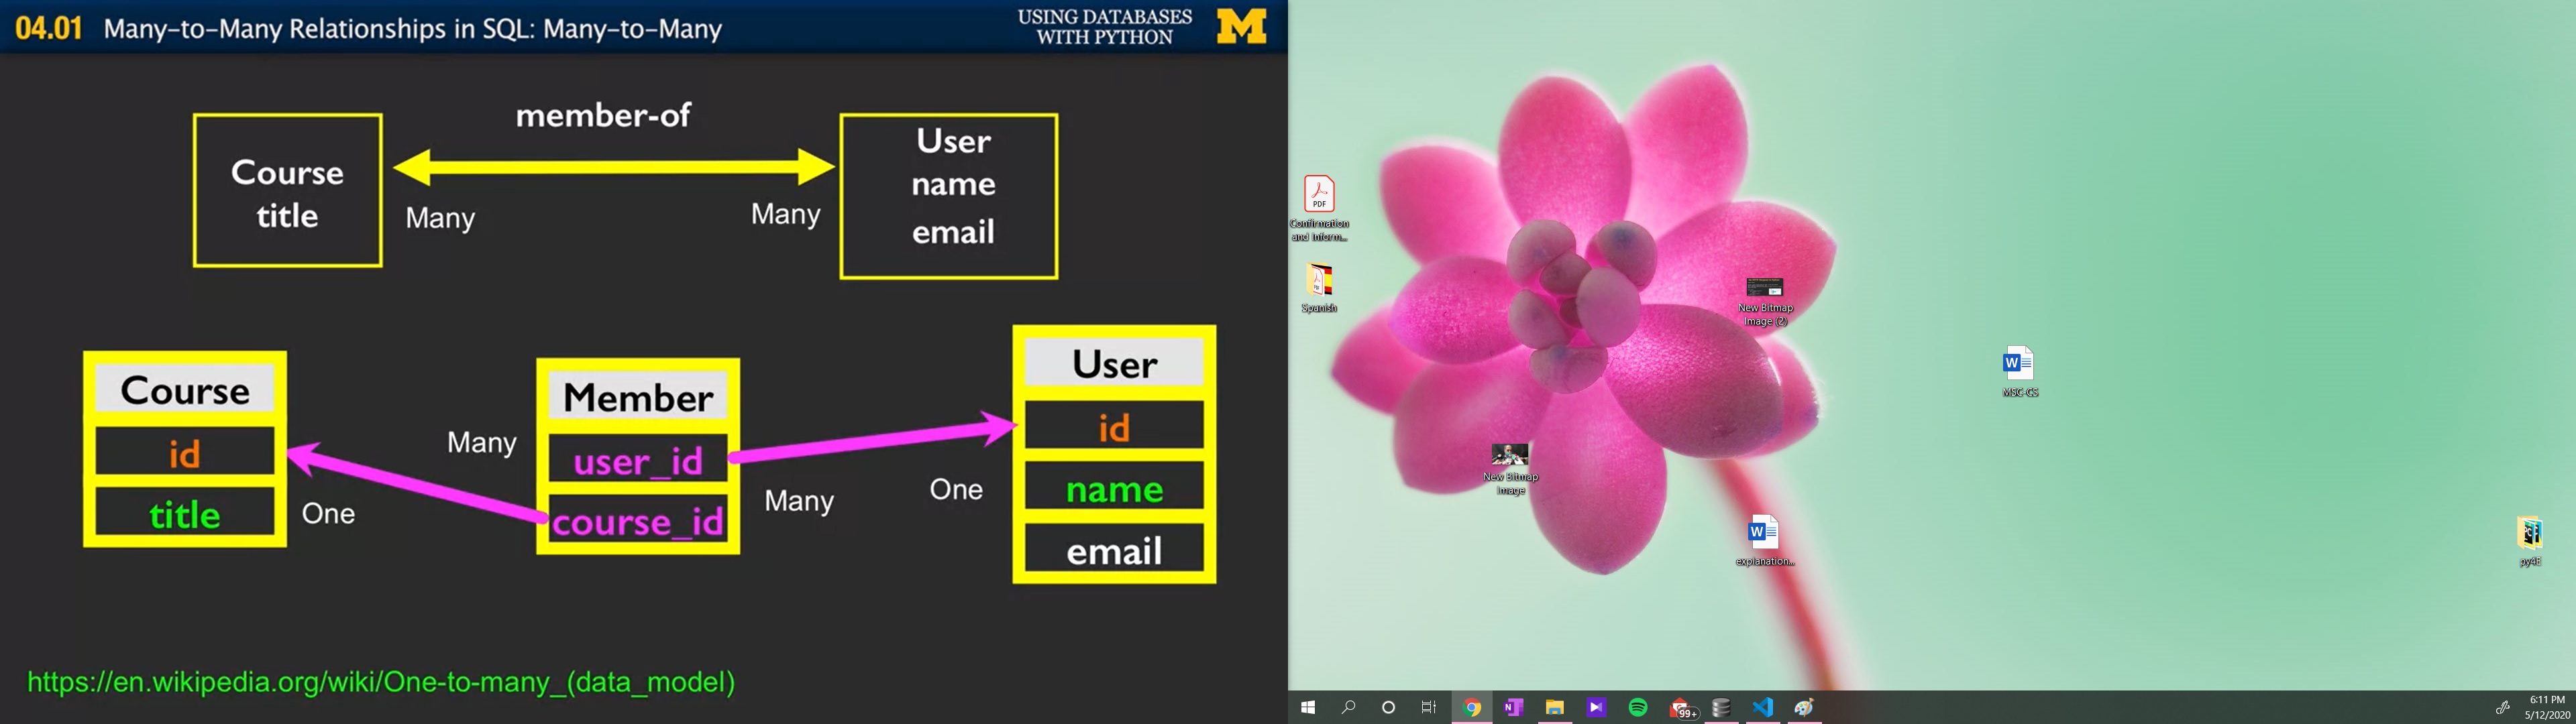 04.01 Many-to-Many Relationships in SQL: Many-to-Many
USING DATABASES
WITH PYTHON
M
member-of
Course
title
Many
Many
User
name
email
Course
id
title
One
Many
Member
user_id
course_id
Many
One
User
id
name
email
https://en.wikipedia.org/wiki/One-to-many_(data_model)
PDF
Confirmation
and Inform...
Spanish
New Bitmap
Image (2)
W
MSC-CS
New Bitmap
Image
W
explanation...
py4E
N
99+
6:11 PM
5/12/2020